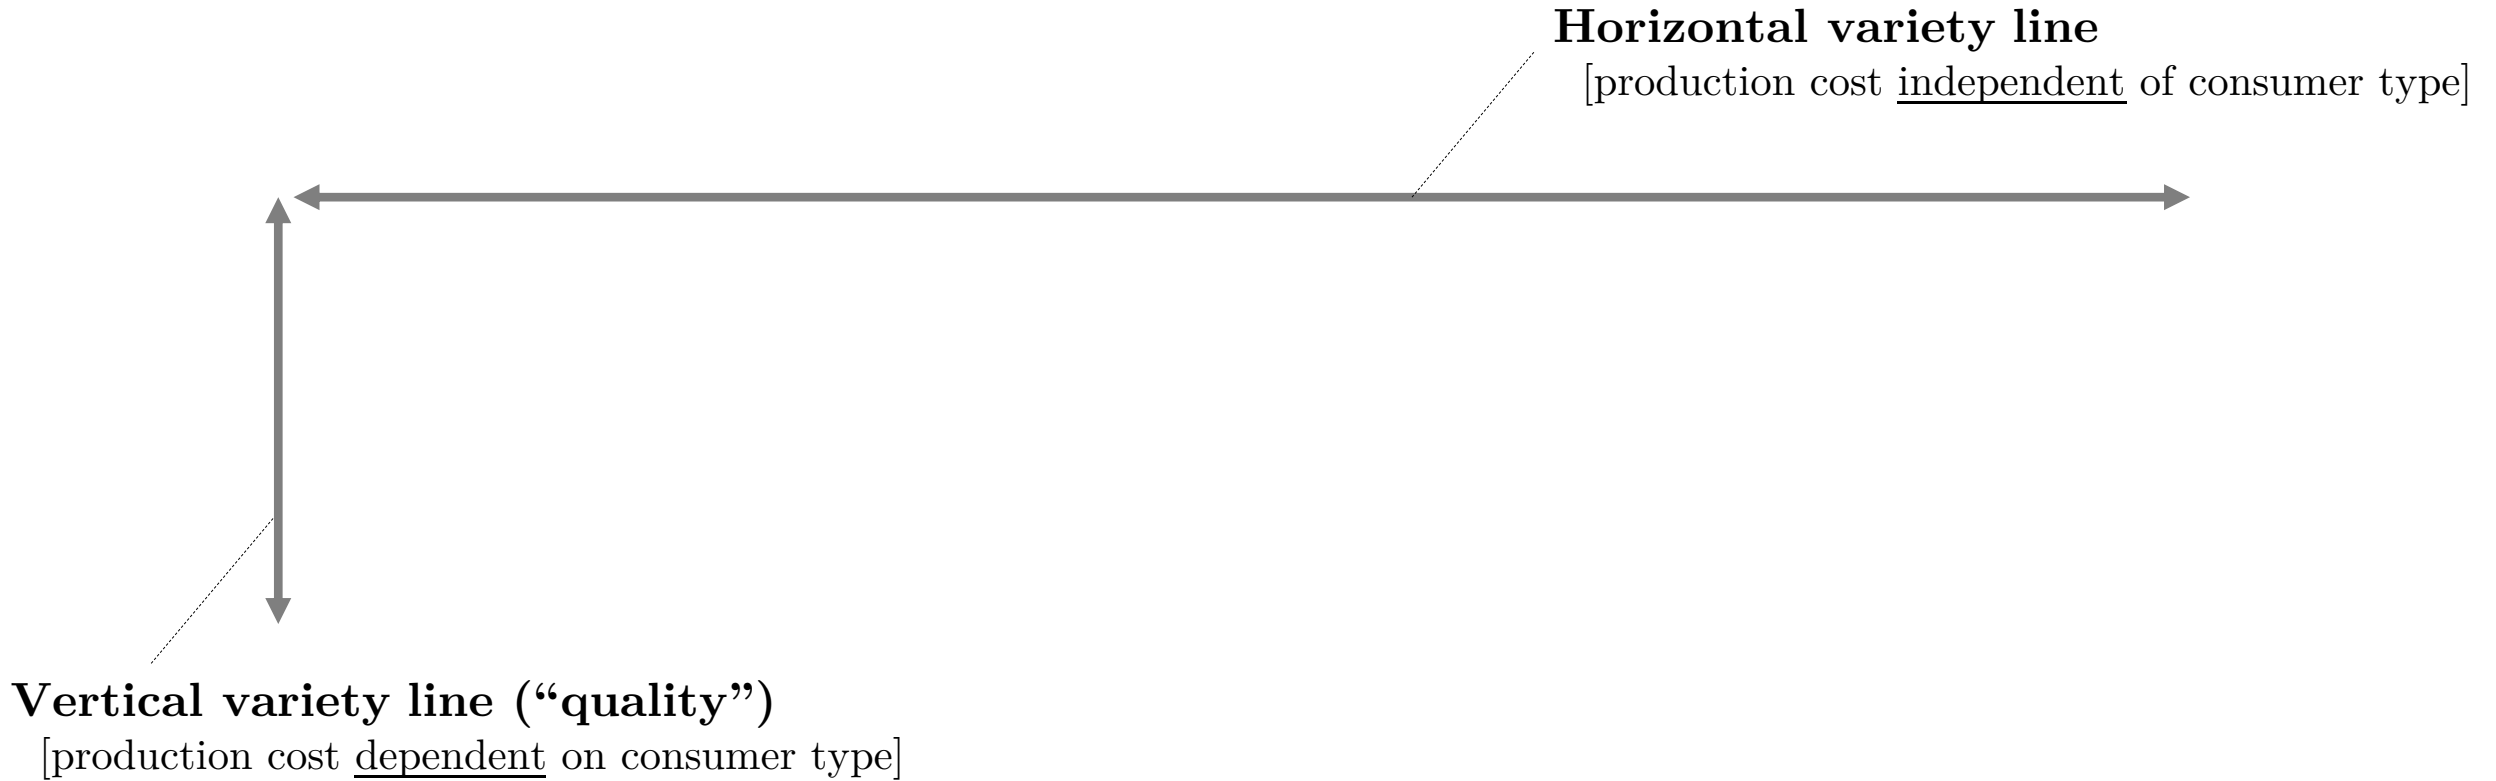 Horizontal variety line
[production cost independent of consumer type]
Vertical variety line (“quality”)
[production cost dependent on consumer type]